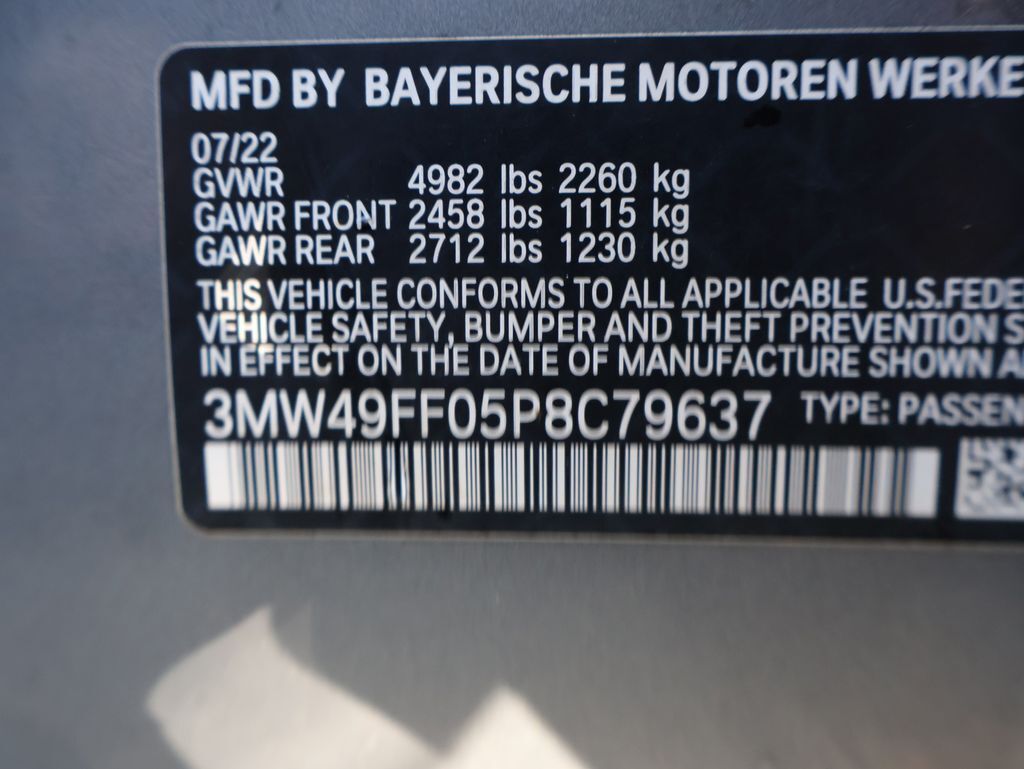 MFD BY BAYERISCHE MOTOREN WERKE
07/22
GVWR 4982 lbs 2260 kg
GAWR FRONT 2458 lbs 1115 kg
GAWR REAR 2712 lbs 1230 kg
THIS VEHICLE CONFORMS TO ALL APPLICABLE U.S.FEDE
VEHICLE SAFETY, BUMPER AND THEFT PREVENTION S
IN EFFECT ON THE DATE OF MANUFACTURE SHOWN A
3MW49FF05P8C79637 TYPE: PASSEN